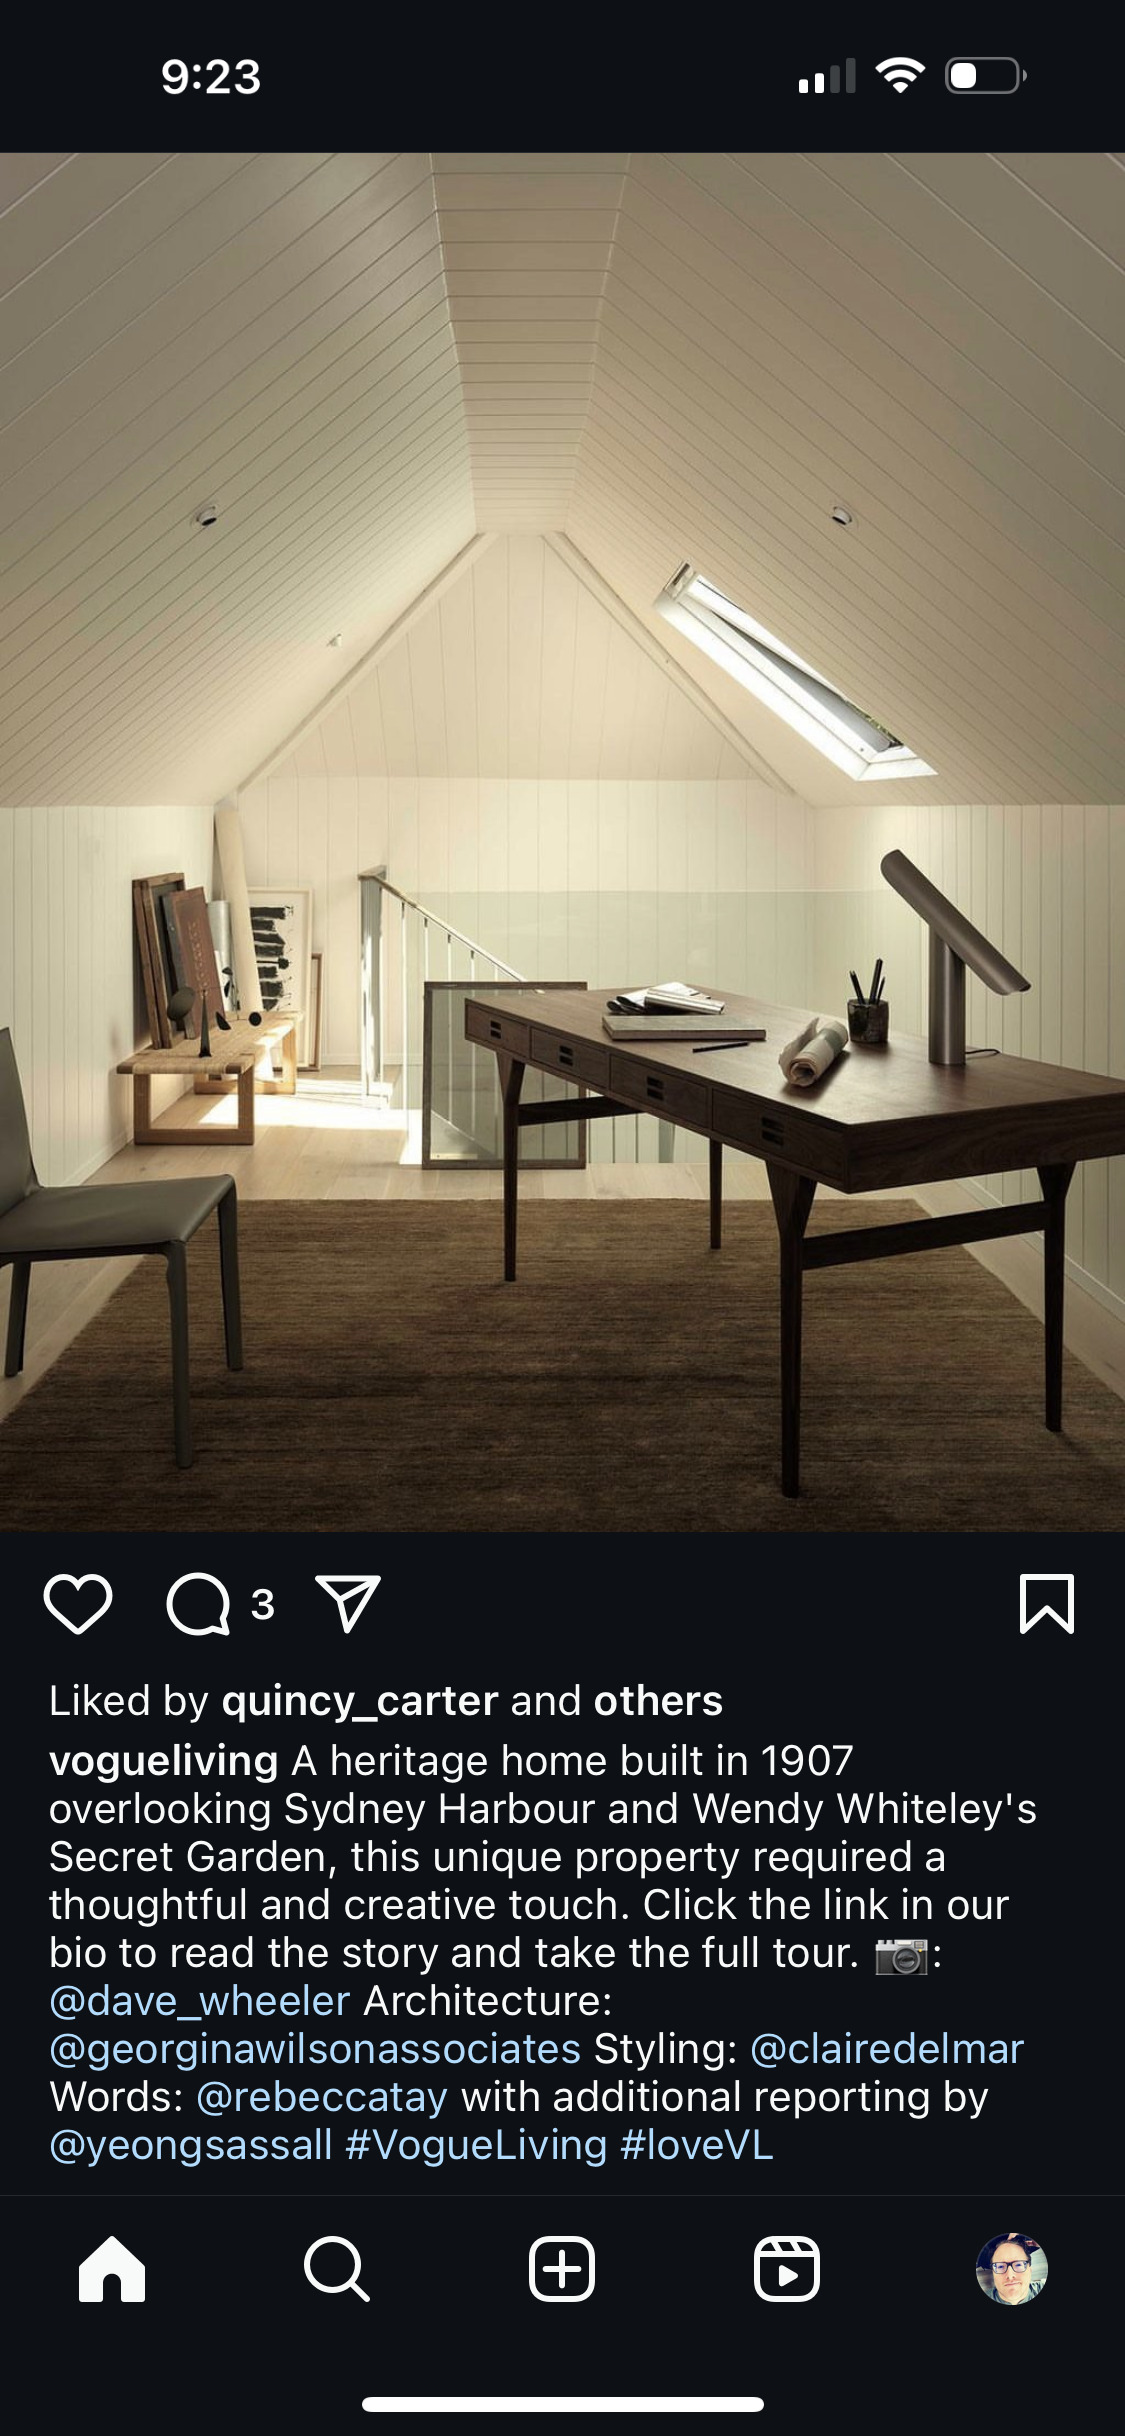 9:23
3
Liked by quincy_carter and others
vogueliving A heritage home built in 1907
overlooking Sydney Harbour and Wendy Whiteley's
Secret Garden, this unique property required a
thoughtful and creative touch. Click the link in our
bio to read the story and take the full tour. 📷:
@dave_wheeler Architecture:
@georginawilsonassociates Styling: @clairedelmar
Words: @rebeccatay with additional reporting by
@yeongsassall #VogueLiving #loveVL